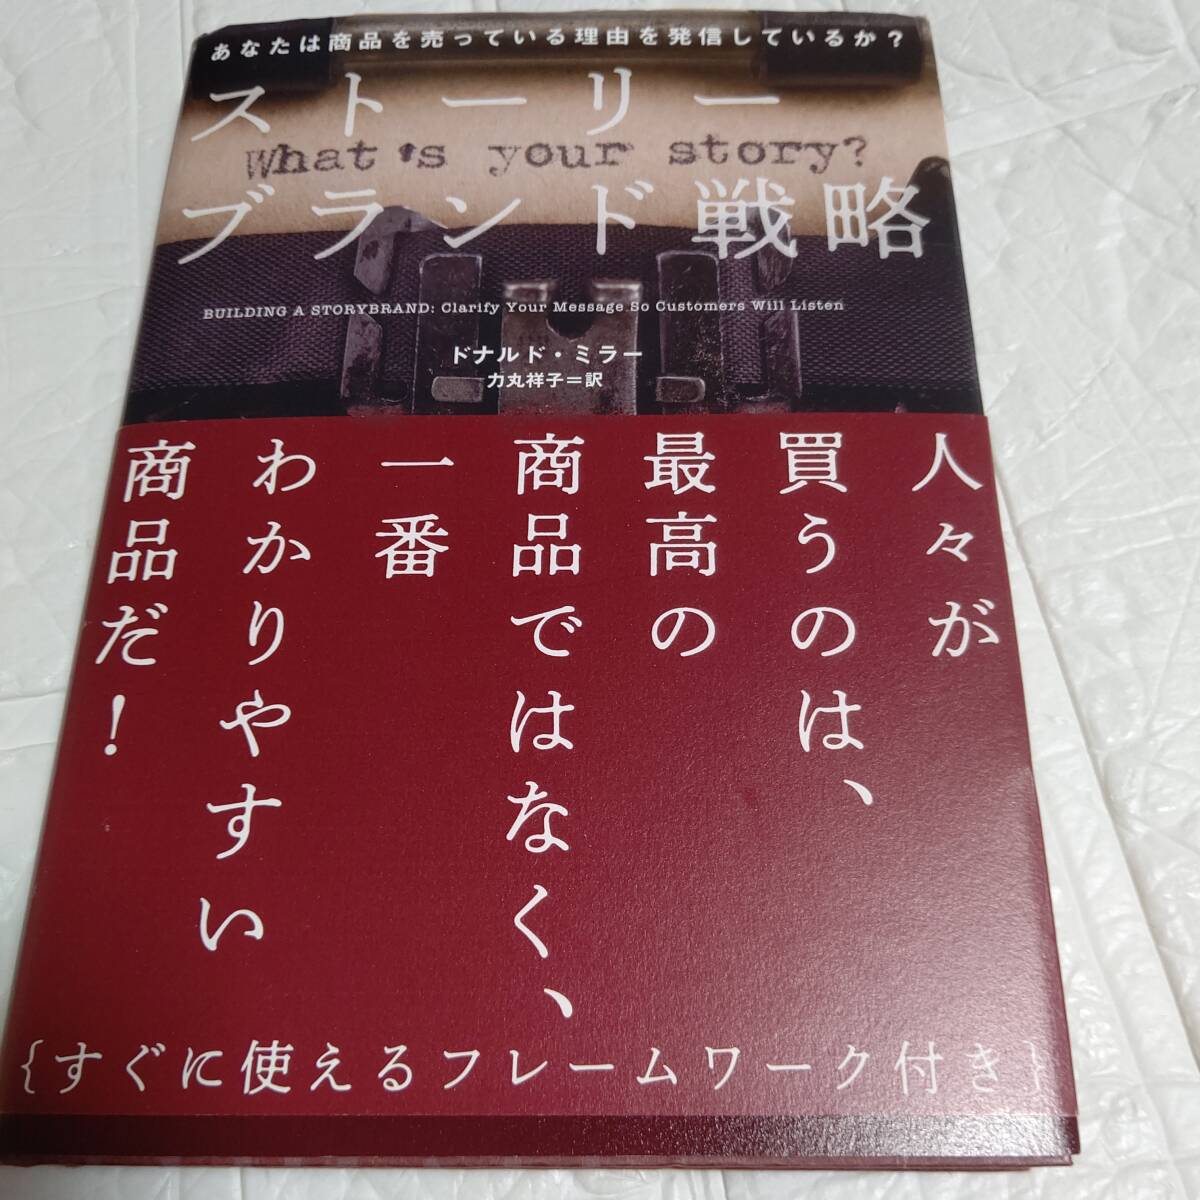 あなたは商品を売っている理由を発信しているか?
ストーリー
What's your story?
ブランド戦略
BUILDING A STORYBRAND: Clarify Your Message So Customers Will Listen
ドナルド・ミラー
力丸祥子=訳
人々が
買うのは、
最高の
商品ではなく、
一番
わかりやすい
商品だ!
{すぐに使えるフレームワーク付き}